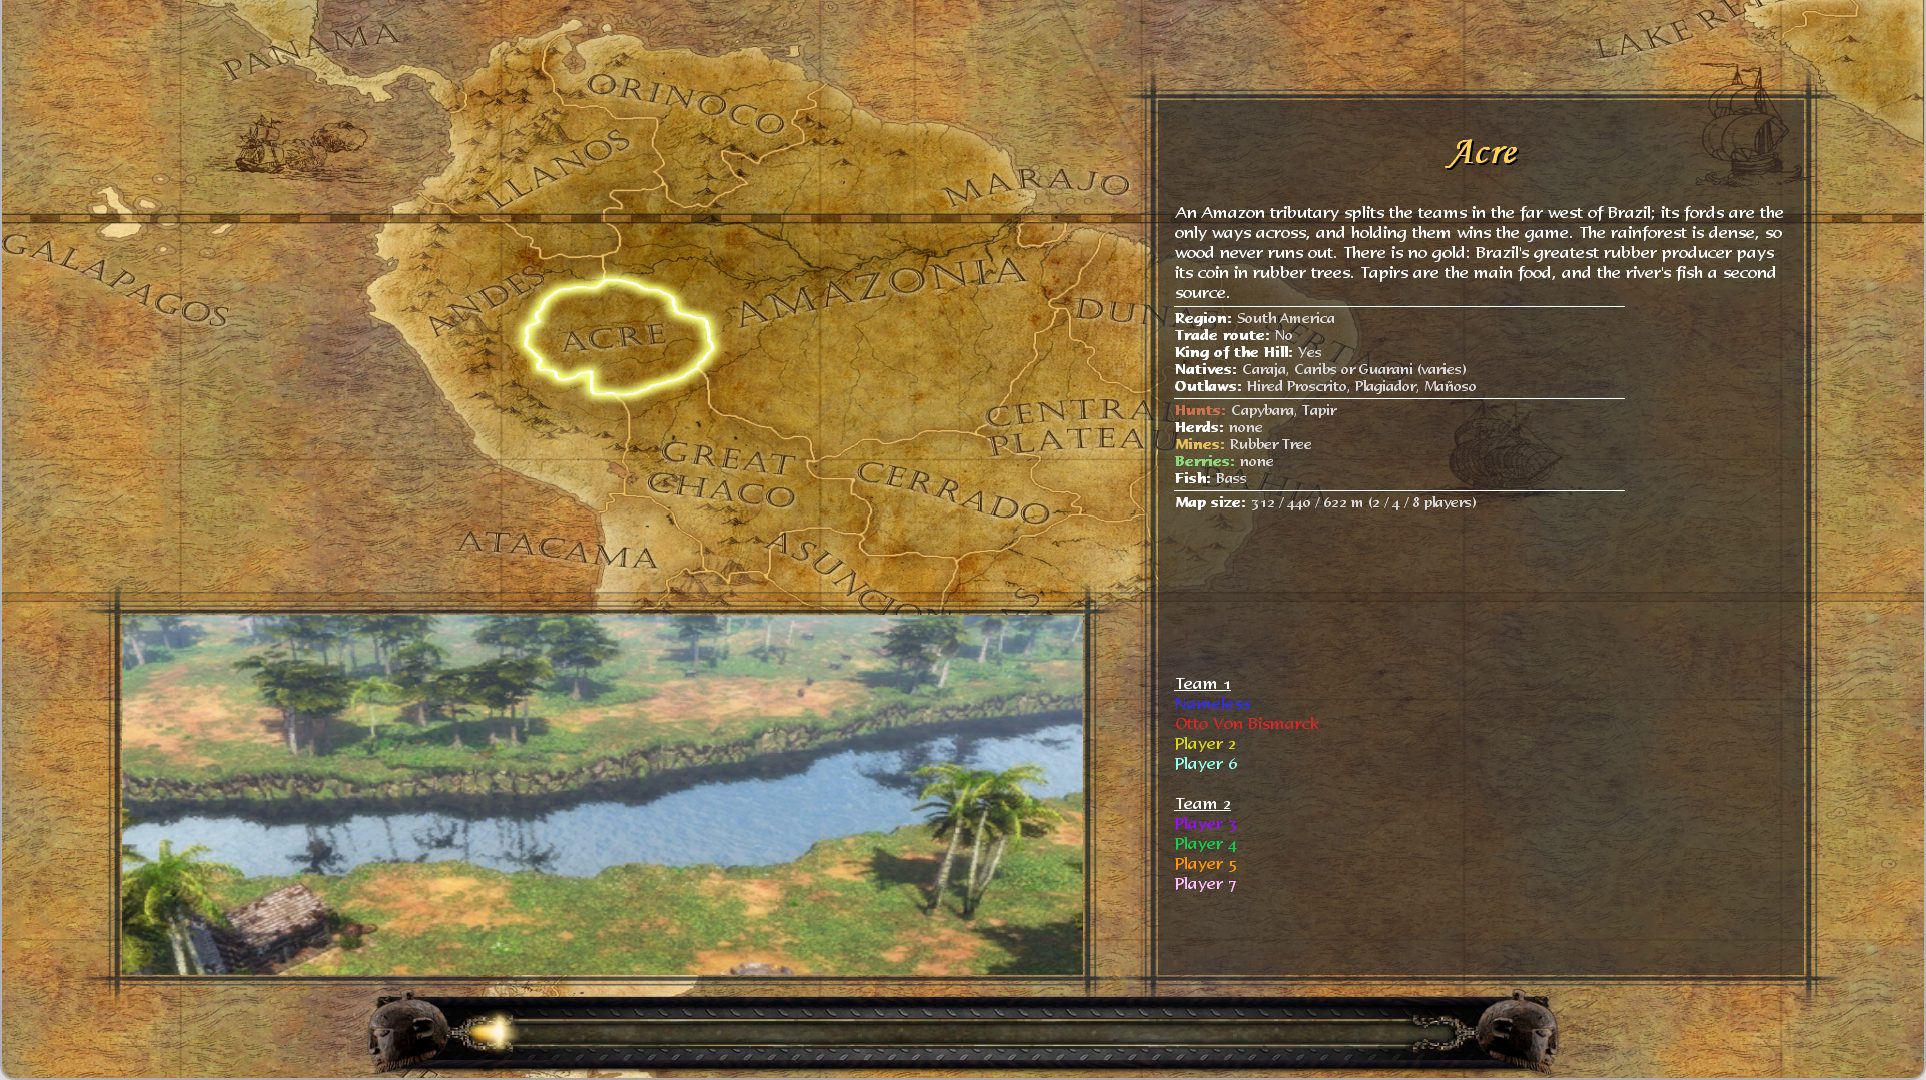 PANAMA
ORINOCO
LLANOS
MARAJO
LAKE
GALAPAGOS
ANDES
ACRE
AMAZONIA
CENTRAL
PLATEAU
GREAT
CHACO
CERRADO
ATACAMA
ASUNCION
Acre
An Amazon tributary splits the teams in the far west of Brazil; its fords are the
only ways across, and holding them wins the game. The rainforest is dense, so
wood never runs out. There is no gold: Brazil's greatest rubber producer pays
its coin in rubber trees. Tapirs are the main food, and the river's fish a second
source.
Region: South America
Trade route: No
King of the Hill: Yes
Natives: Caraja, Caribs or Guarani (varies)
Outlaws: Hired Proscrito, Plagiador, Mañoso
Hunts: Capybara, Tapir
Herds: none
Mines: Rubber Tree
Berries: none
Fish: Bass
Map size: 312 / 440 / 622 m (2 / 4 / 8 players)
Team 1
Nameless
Otto Von Bismarck
Player 2
Player 6
Team 2
Player 3
Player 4
Player 5
Player 7